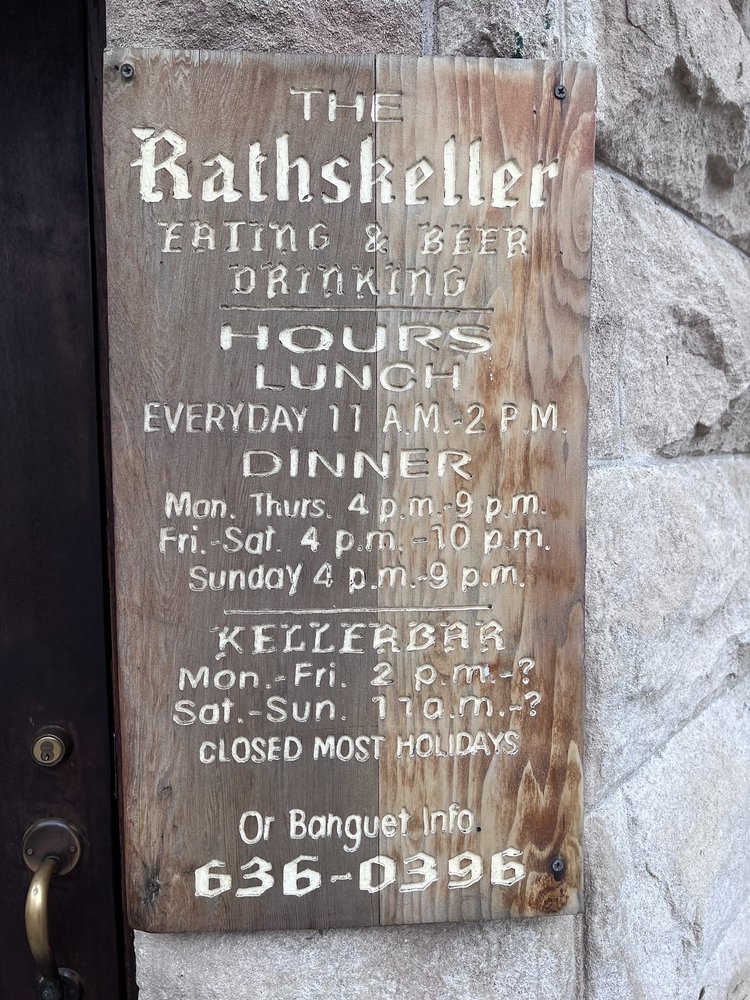 THE
Rathskeller
EATING & BEER
DRINKING
HOURS
LUNCH
EVERYDAY 11 A.M.-2 P.M.
DINNER
Mon. Thurs. 4 p.m.-9 p.m.
Fri.-Sat. 4 p.m.-10 p.m.
Sunday 4 p.m.-9 p.m.
KELLERBAR
Mon.-Fri. 2 p.m.-?
Sat.-Sun. 11a.m.-?
CLOSED MOST HOLIDAYS
Or Banguet Info
636-0396